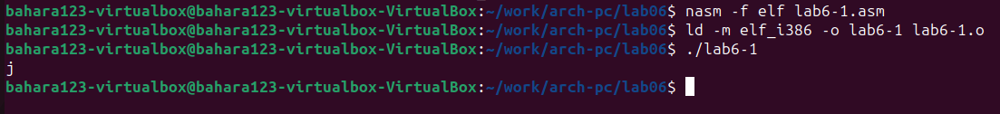 bahara123-virtualbox@bahara123-virtualbox-VirtualBox:~/work/arch-pc/lab06$ nasm -f elf lab6-1.asm
bahara123-virtualbox@bahara123-virtualbox-VirtualBox:~/work/arch-pc/lab06$ ld -m elf_i386 -o lab6-1 lab6-1.o
bahara123-virtualbox@bahara123-virtualbox-VirtualBox:~/work/arch-pc/lab06$ ./lab6-1
j
bahara123-virtualbox@bahara123-virtualbox-VirtualBox:~/work/arch-pc/lab06$